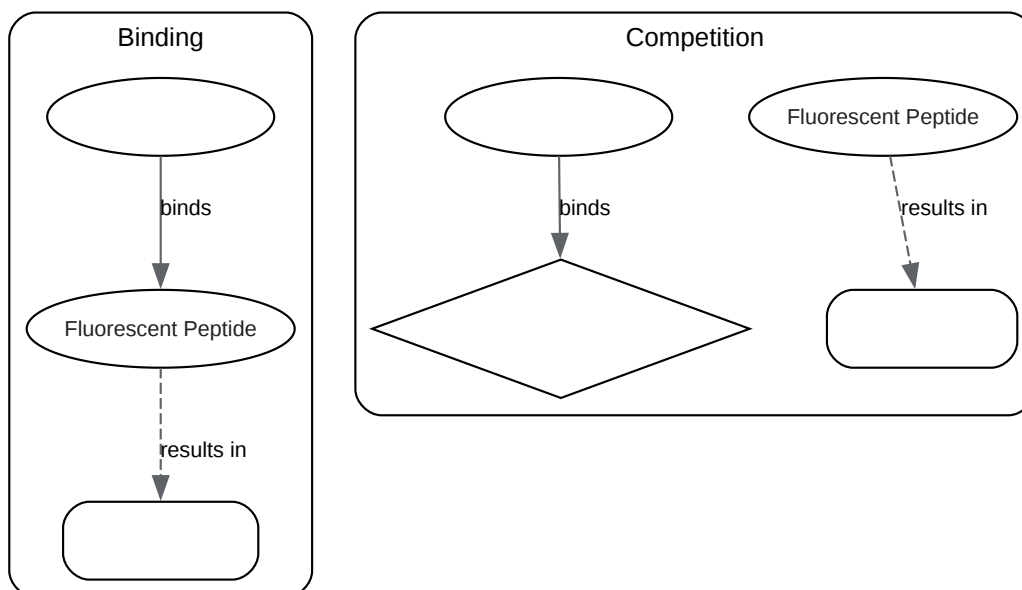 Binding
binds
Fluorescent Peptide
results in
Competition
Fluorescent Peptide
binds
results in